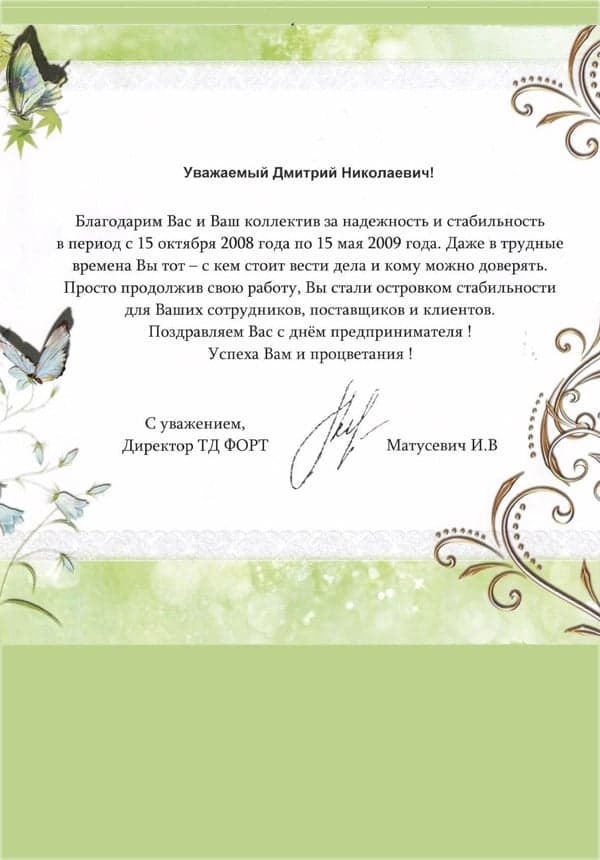 Уважаемый Дмитрий Николаевич!
Благодарим Вас и Ваш коллектив за надежность и стабильность
в период с 15 октября 2008 года по 15 мая 2009 года. Даже в трудные
времена Вы тот – с кем стоит вести дела и кому можно доверять.
Просто продолжив свою работу, Вы стали островком стабильности
для Ваших сотрудников, поставщиков и клиентов.
Поздравляем Вас с днём предпринимателя !
Успеха Вам и процветания !
С уважением,
Директор ТД ФОРТ Матусевич И.В